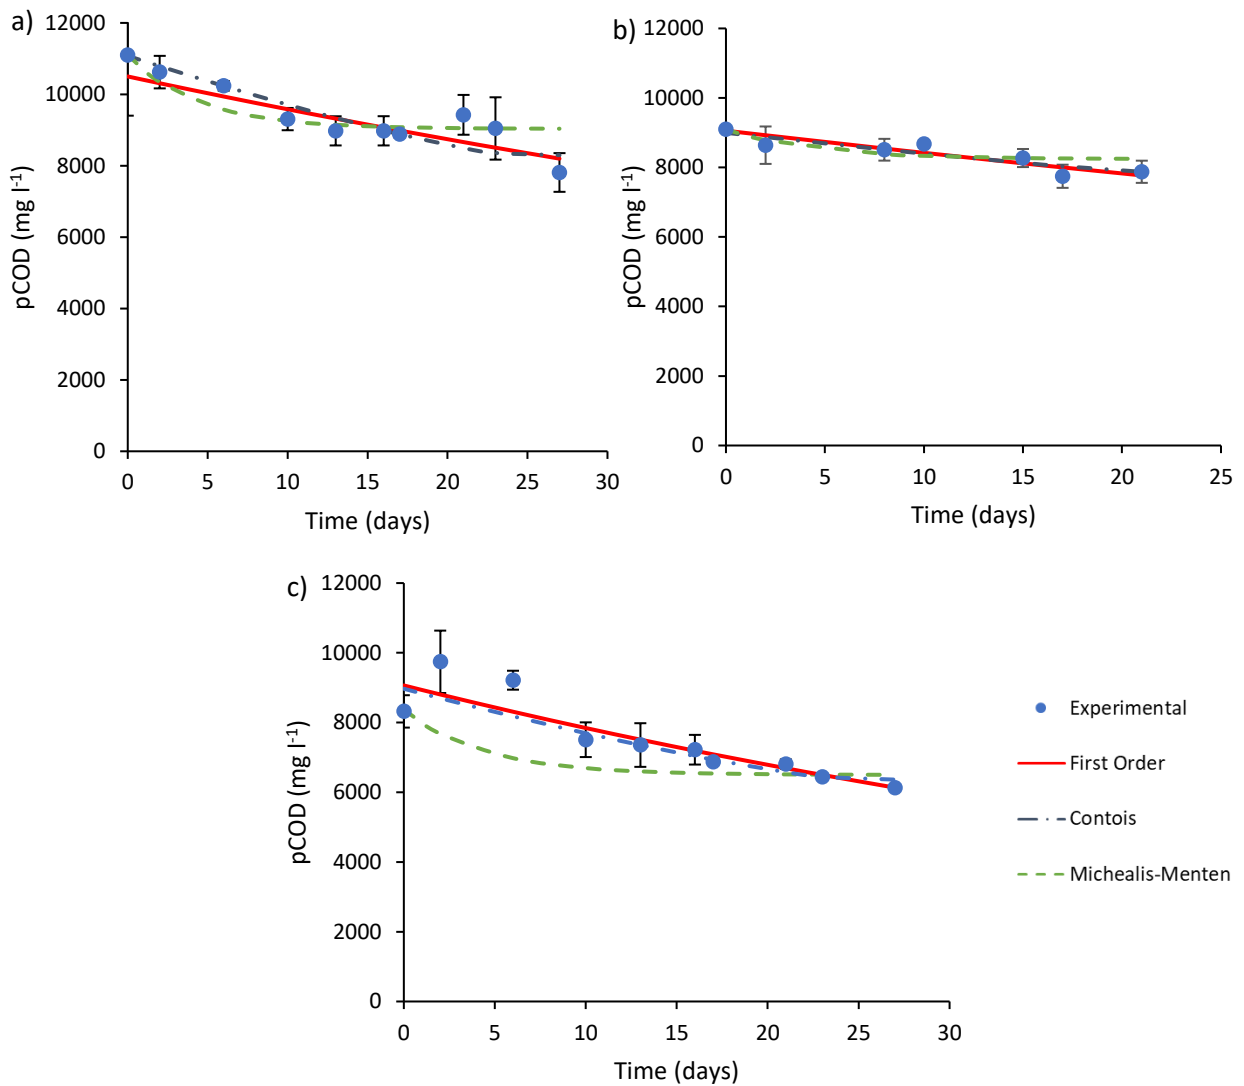 a)
12000
10000
8000
6000
4000
2000
0
pCOD (mg l-1)
0 5 10 15 20 25 30
Time (days)
b)
12000
10000
8000
6000
4000
2000
0
pCOD (mg l-1)
0 5 10 15 20 25
Time (days)
c)
12000
10000
8000
6000
4000
2000
0
pCOD (mg l-1)
0 5 10 15 20 25 30
Time (days)
Experimental
First Order
Contois
Michealis-Menten